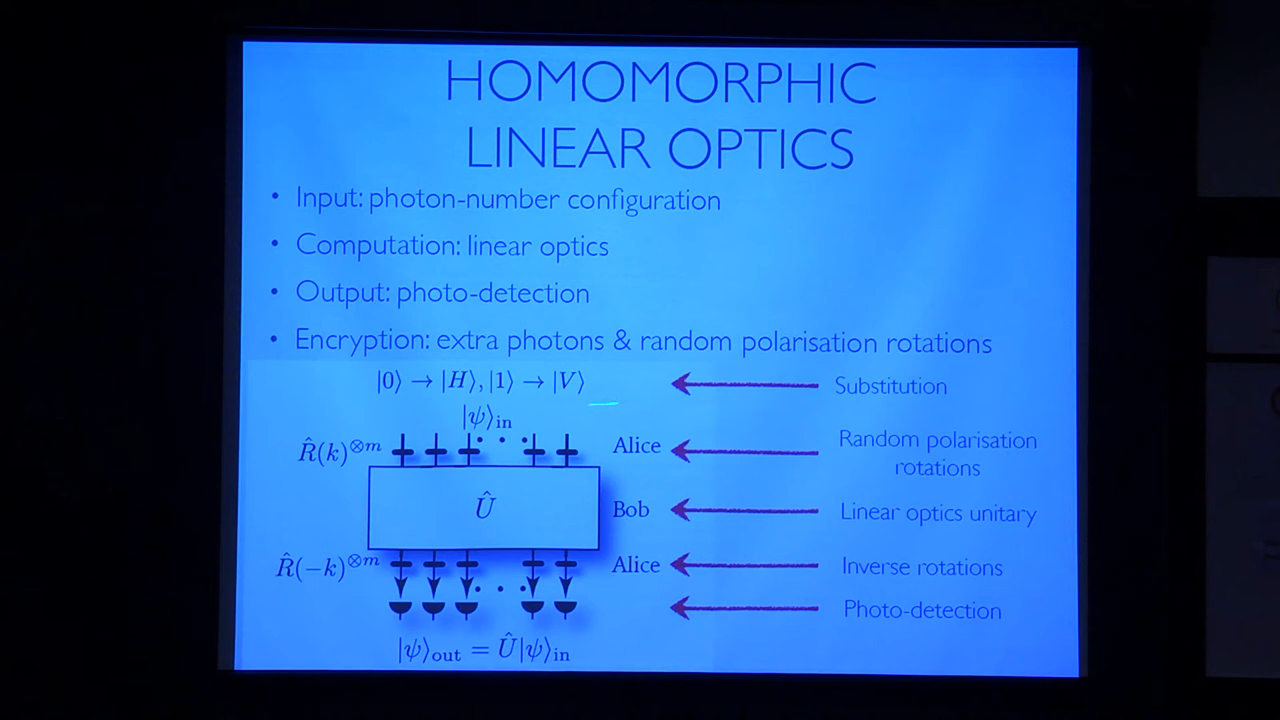 HOMOMORPHIC
LINEAR OPTICS
• Input: photon-number configuration
• Computation: linear optics
• Output: photo-detection
• Encryption: extra photons & random polarisation rotations
|0⟩ → |H⟩, |1⟩ → |V⟩
Substitution
|ψ⟩in
R̂(k)⊗m
Alice
Random polarisation
rotations
Û
Bob
Linear optics unitary
R̂(−k)⊗m
Alice
Inverse rotations
Photo-detection
|ψ⟩out = Û|ψ⟩in